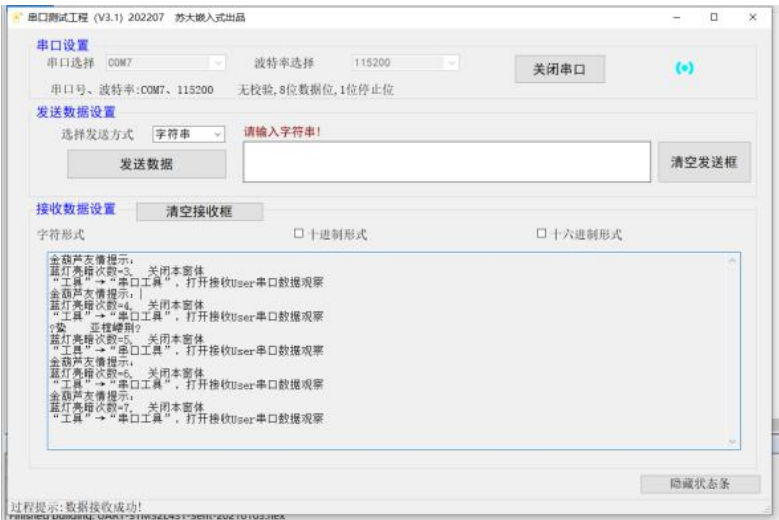 串口测试工程 (V3.1) 202207 苏大嵌入式出品
串口设置
串口选择 COM7 波特率选择 115200 关闭串口
串口号、波特率:COM7、115200 无校验,8位数据位,1位停止位
发送数据设置
选择发送方式 字符串 请输入字符串!
发送数据 清空发送框
接收数据设置 清空接收框
字符形式 十进制形式 十六进制形式
金葫芦友情提示:
蓝灯亮暗次数=3, 关闭本窗体
“工具”→“串口工具”,打开接收User串口数据观察
金葫芦友情提示:
蓝灯亮暗次数=4, 关闭本窗体
“工具”→“串口工具”,打开接收User串口数据观察
蓝灯亮暗次数=5, 关闭本窗体
“工具”→“串口工具”,打开接收User串口数据观察
金葫芦友情提示:
蓝灯亮暗次数=6, 关闭本窗体
“工具”→“串口工具”,打开接收User串口数据观察
金葫芦友情提示:
蓝灯亮暗次数=7, 关闭本窗体
“工具”→“串口工具”,打开接收User串口数据观察
隐藏状态条
过程提示:数据接收成功!